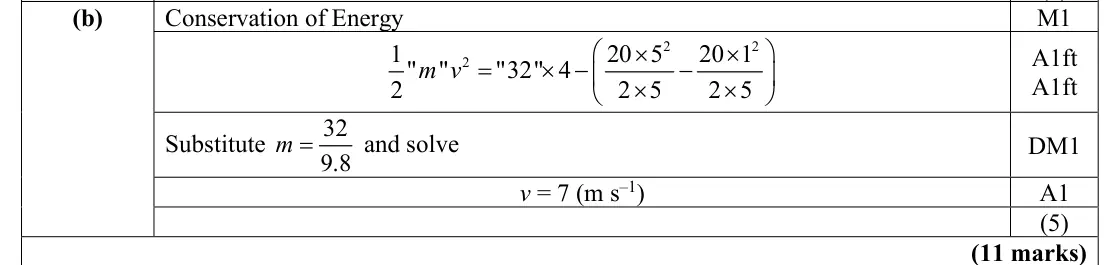 (b) Conservation of Energy M1
1/2 "m" v² = "32" × 4 − (20 × 5² / 2 × 5 − 20 × 1² / 2 × 5) A1ft A1ft
Substitute m = 32/9.8 and solve DM1
v = 7 (m s⁻¹) A1
(5)
(11 marks)